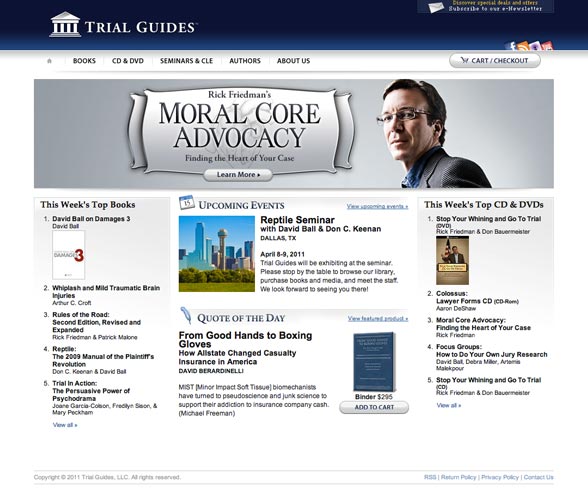 Discover special deals and offers
Subscribe to our e-Newsletter
TRIAL GUIDES
BOOKS
CD & DVD
SEMINARS & CLE
AUTHORS
ABOUT US
CART / CHECKOUT
Rick Friedman's
MORAL CORE
ADVOCACY
Finding the Heart of Your Case
Learn More
This Week's Top Books
1. David Ball on Damages 3
David Ball
DAMAGES 3
2. Whiplash and Mild Traumatic Brain
Injuries
Arthur C. Croft
3. Rules of the Road:
Second Edition, Revised and
Expanded
Rick Friedman & Patrick Malone
4. Reptile:
The 2009 Manual of the Plaintiff's
Revolution
Don C. Keenan & David Ball
5. Trial In Action:
The Persuasive Power of
Psychodrama
Joane Garcia-Colson, Fredilyn Sison, &
Mary Peckham
View all »
15
UPCOMING EVENTS
View upcoming events »
Reptile Seminar
with David Ball & Don C. Keenan
DALLAS, TX
April 8-9, 2011
Trial Guides will be exhibiting at the seminar.
Please stop by the table to browse our library,
purchase books and media, and meet the staff.
We look forward to seeing you there!
QUOTE OF THE DAY
View featured product »
From Good Hands to Boxing
Gloves
How Allstate Changed Casualty
Insurance in America
DAVID BERARDINELLI
MIST [Minor Impact Soft Tissue] biomechanists
have turned to pseudoscience and junk science to
support their addiction to insurance company cash.
(Michael Freeman)
Binder $295
ADD TO CART
This Week's Top CD & DVDs
1. Stop Your Whining and Go To Trial
(DVD)
Rick Friedman & Don Bauermeister
2. Colossus:
Lawyer Forms CD (CD-Rom)
Aaron DeShaw
3. Moral Core Advocacy:
Finding the Heart of Your Case
Rick Friedman
4. Focus Groups:
How to Do Your Own Jury Research
David Ball, Debra Miller, Artemis
Malekpour
5. Stop Your Whining and Go To Trial
(CD)
Rick Friedman & Don Bauermeister
View all »
Copyright © 2011 Trial Guides, LLC. All rights reserved.
RSS | Return Policy | Privacy Policy | Contact Us